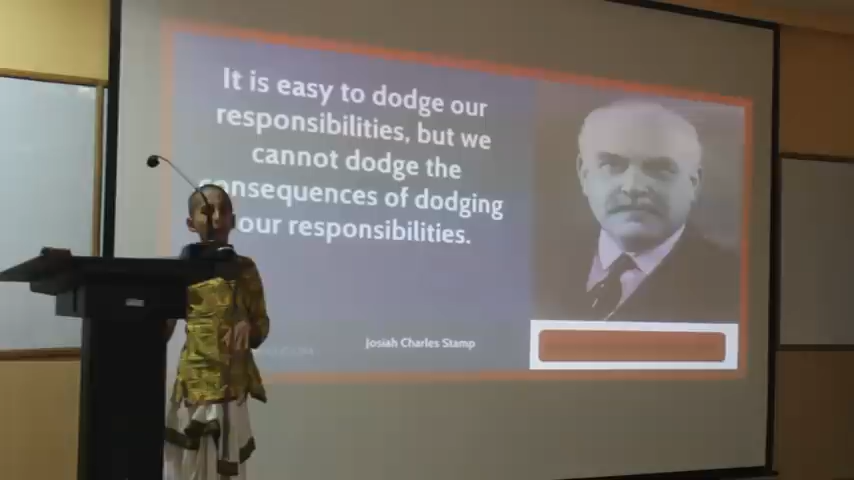 It is easy to dodge our
responsibilities, but we
cannot dodge the
consequences of dodging
our responsibilities.
Josiah Charles Stamp